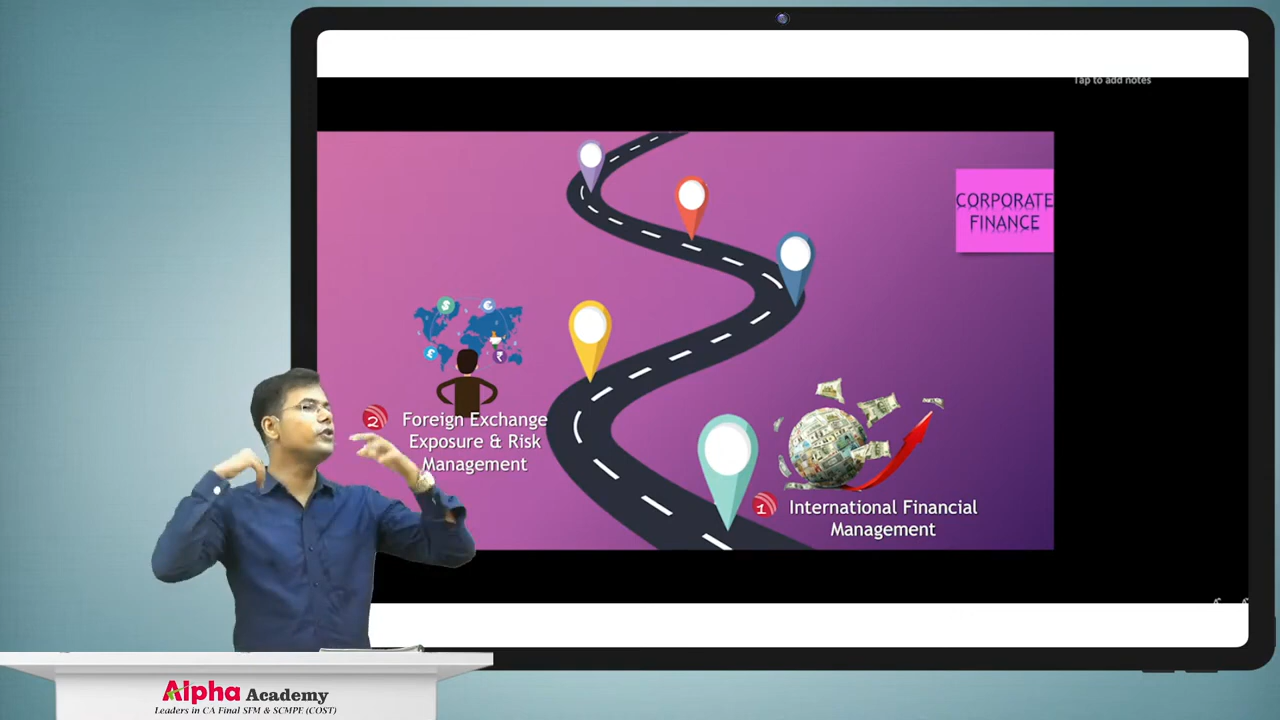 Tap to add notes
CORPORATE
FINANCE
$
€
£
₹
2
Foreign Exchange
Exposure & Risk
Management
1
International Financial
Management
Alpha Academy
Leaders in CA Final SFM & SCMPE (COST)